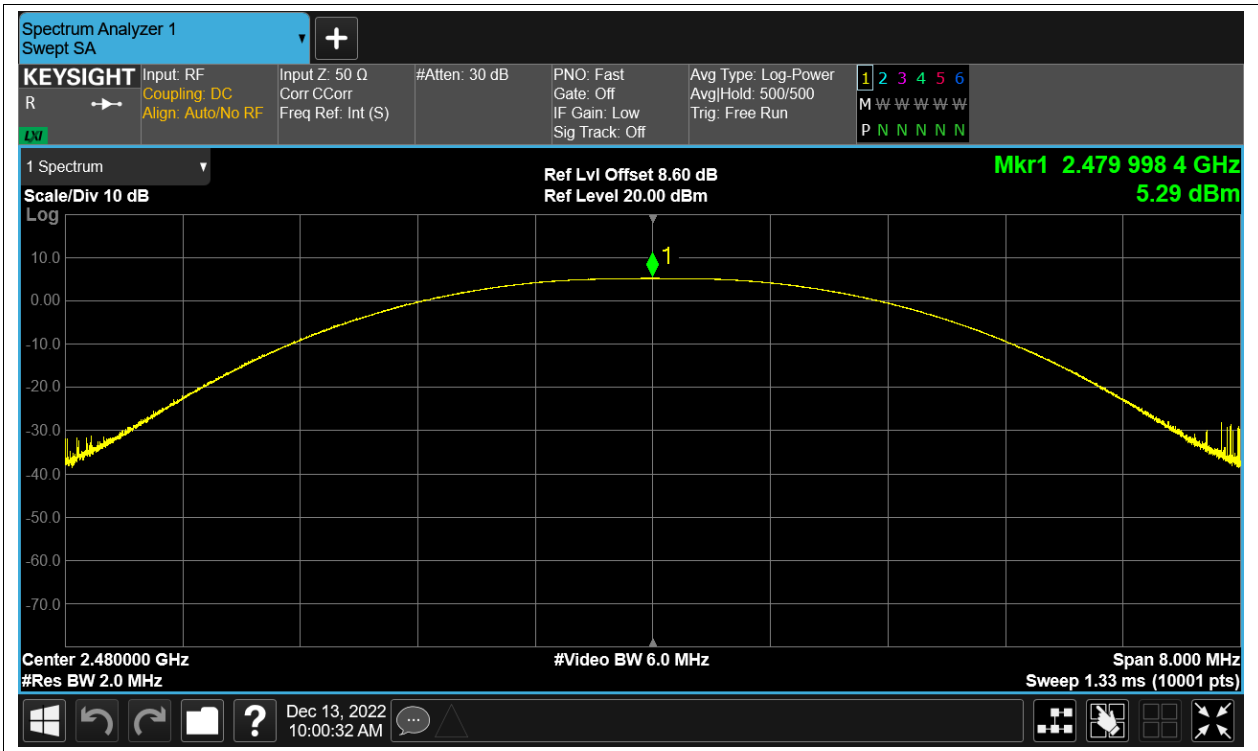 Spectrum Analyzer 1
Swept SA
+
KEYSIGHT
R
LXI
Input: RF
Coupling: DC
Align: Auto/No RF
Input Z: 50 Ω
Corr CCorr
Freq Ref: Int (S)
#Atten: 30 dB
PNO: Fast
Gate: Off
IF Gain: Low
Sig Track: Off
Avg Type: Log-Power
Avg|Hold: 500/500
Trig: Free Run
1 2 3 4 5 6
M W W W W W W
P N N N N N N
1 Spectrum
Scale/Div 10 dB
Log
Ref Lvl Offset 8.60 dB
Ref Level 20.00 dBm
Mkr1 2.479 998 4 GHz
5.29 dBm
1
10.0
0.00
-10.0
-20.0
-30.0
-40.0
-50.0
-60.0
-70.0
Center 2.480000 GHz
#Res BW 2.0 MHz
#Video BW 6.0 MHz
Span 8.000 MHz
Sweep 1.33 ms (10001 pts)
?
Dec 13, 2022
10:00:32 AM